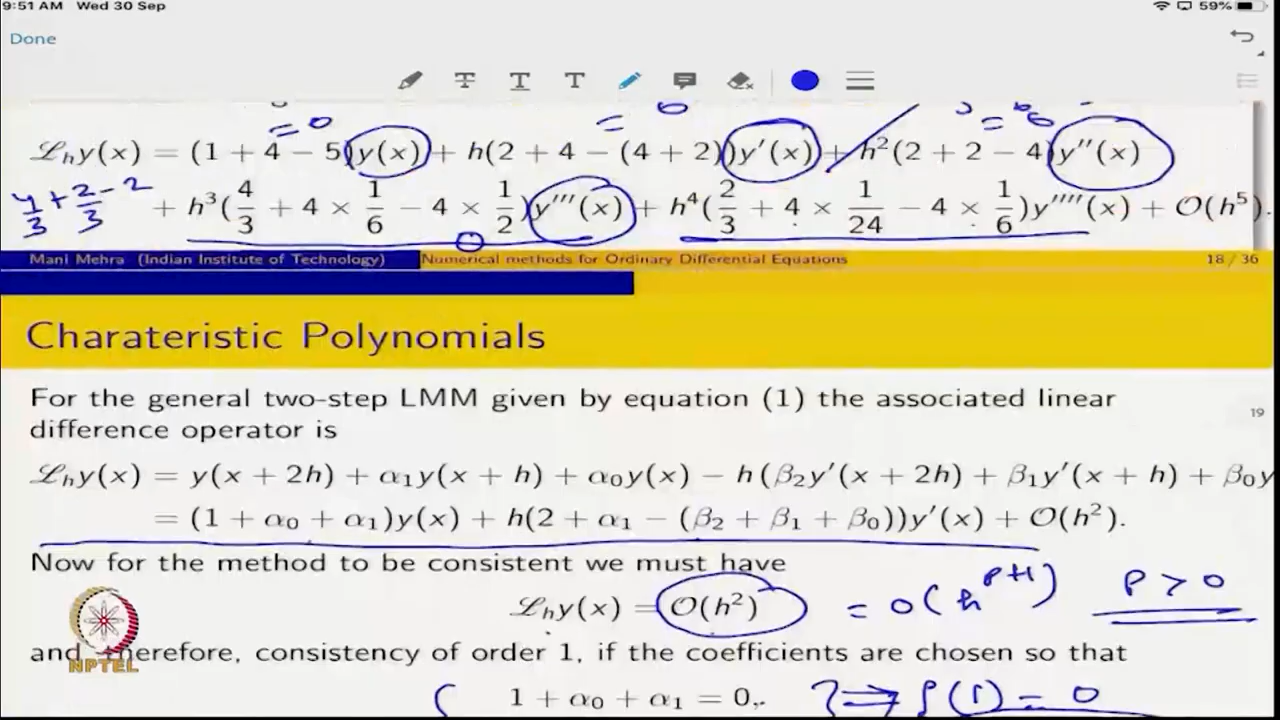 9:51 AM Wed 30 Sep
59%
Done
= 0
=
=
ℒₕy(x) = (1 + 4 − 5)y(x) + h(2 + 4 − (4 + 2))y′(x) + h²(2 + 2 − 4)y′′(x)
4/3 + 2/3 − 2
+ h³(4/3 + 4 × 1/6 − 4 × 1/2)y′′′(x) + h⁴(2/3 + 4 × 1/24 − 4 × 1/6)y′′′′(x) + O(h⁵).
Mani Mehra (Indian Institute of Technology) Numerical methods for Ordinary Differential Equations 18 / 36
Charateristic Polynomials
For the general two-step LMM given by equation (1) the associated linear
19
difference operator is
ℒₕy(x) = y(x + 2h) + α₁y(x + h) + α₀y(x) − h(β₂y′(x + 2h) + β₁y′(x + h) + β₀y
= (1 + α₀ + α₁)y(x) + h(2 + α₁ − (β₂ + β₁ + β₀))y′(x) + O(h²).
Now for the method to be consistent we must have
ℒₕy(x) = O(h²) = O(h^{p+1}) p > 0
and therefore, consistency of order 1, if the coefficients are chosen so that
NPTEL
1 + α₀ + α₁ = 0, } ⇒ ρ(1) = 0